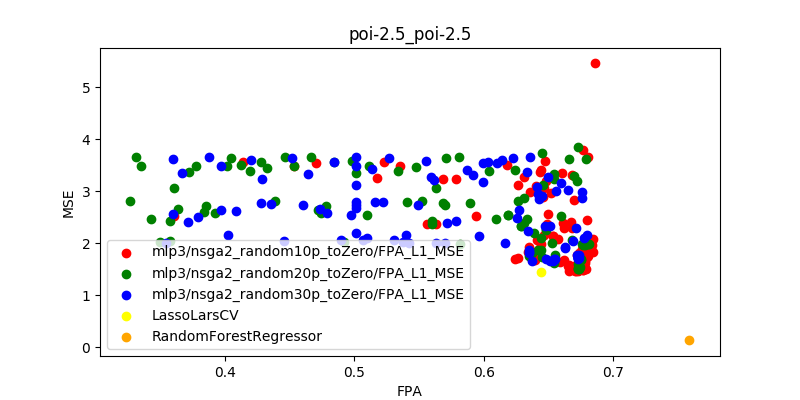 poi-2.5_poi-2.5
MSE
5
4
3
2
1
0
mlp3/nsga2_random10p_toZero/FPA_L1_MSE
mlp3/nsga2_random20p_toZero/FPA_L1_MSE
mlp3/nsga2_random30p_toZero/FPA_L1_MSE
LassoLarsCV
RandomForestRegressor
0.4 0.5 0.6 0.7
FPA